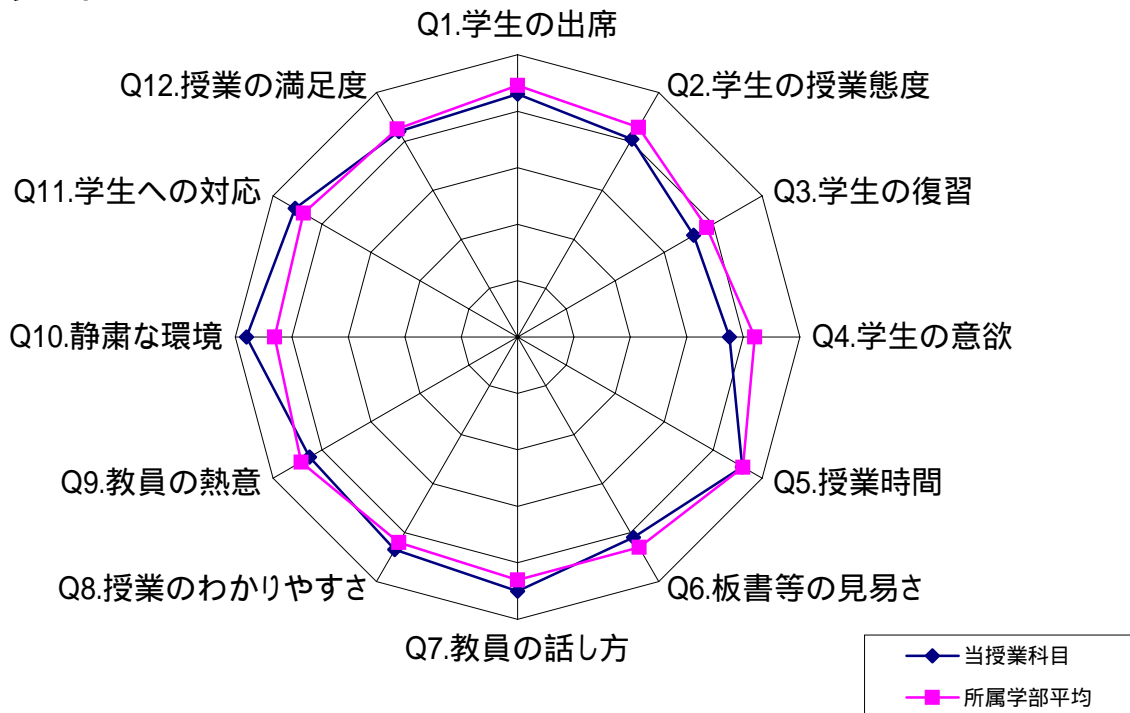 Q1.学生の出席
Q2.学生の授業態度
Q3.学生の復習
Q4.学生の意欲
Q5.授業時間
Q6.板書等の見易さ
Q7.教員の話し方
Q8.授業のわかりやすさ
Q9.教員の熱意
Q10.静粛な環境
Q11.学生への対応
Q12.授業の満足度
当授業科目
所属学部平均